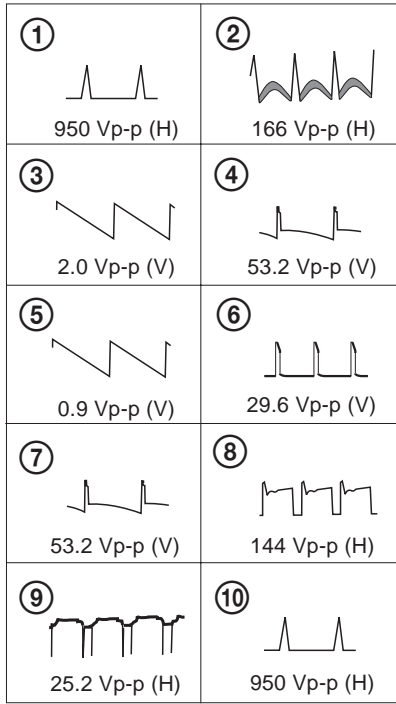 1
2
950 Vp-p (H)
166 Vp-p (H)
3
4
2.0 Vp-p (V)
53.2 Vp-p (V)
5
6
0.9 Vp-p (V)
29.6 Vp-p (V)
7
8
53.2 Vp-p (V)
144 Vp-p (H)
9
10
25.2 Vp-p (H)
950 Vp-p (H)